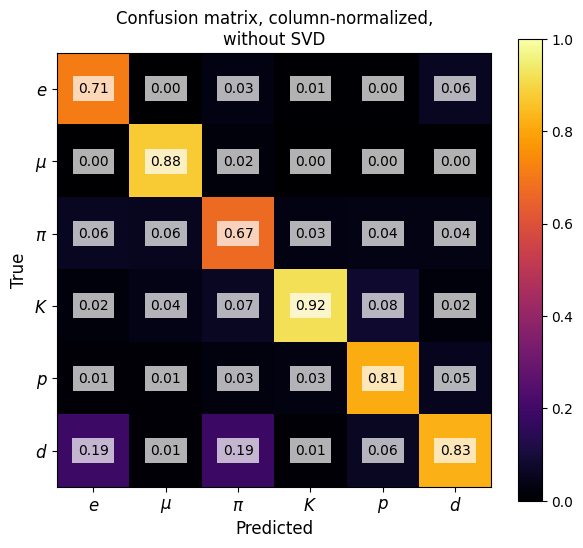 Confusion matrix, column-normalized,
without SVD
e 0.71 0.00 0.03 0.01 0.00 0.06
μ 0.00 0.88 0.02 0.00 0.00 0.00
π 0.06 0.06 0.67 0.03 0.04 0.04
K 0.02 0.04 0.07 0.92 0.08 0.02
p 0.01 0.01 0.03 0.03 0.81 0.05
d 0.19 0.01 0.19 0.01 0.06 0.83
e μ π K p d
Predicted
True
1.0
0.8
0.6
0.4
0.2
0.0